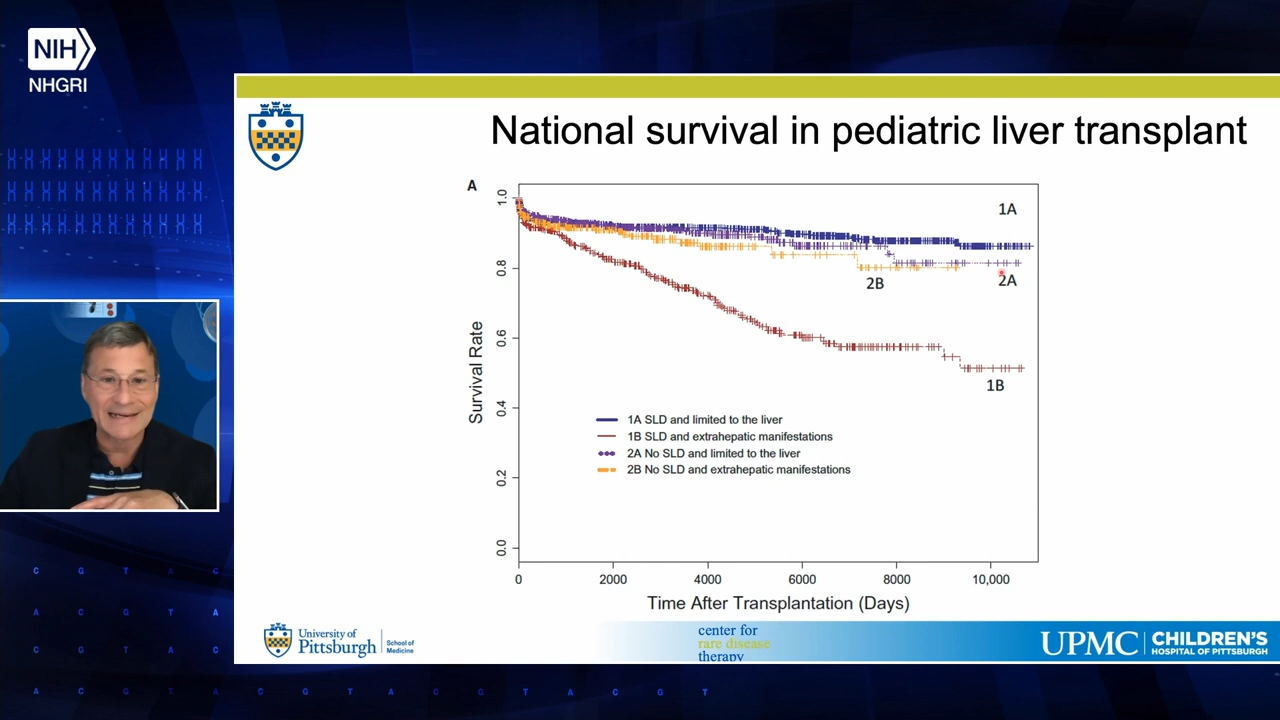 NIH
NHGRI
National survival in pediatric liver transplant
A
1.0
0.8
0.6
0.4
0.2
0.0
Survival Rate
1A
2B
2A
1B
1A SLD and limited to the liver
1B SLD and extrahepatic manifestations
2A No SLD and limited to the liver
2B No SLD and extrahepatic manifestations
0
2000
4000
6000
8000
10,000
Time After Transplantation (Days)
University of
Pittsburgh
School of
Medicine
center for
rare disease
therapy
UPMC
CHILDREN'S
HOSPITAL OF PITTSBURGH
C G T A C
A C G T A
C G T A C
A C G T A C G T A C G T A C G T